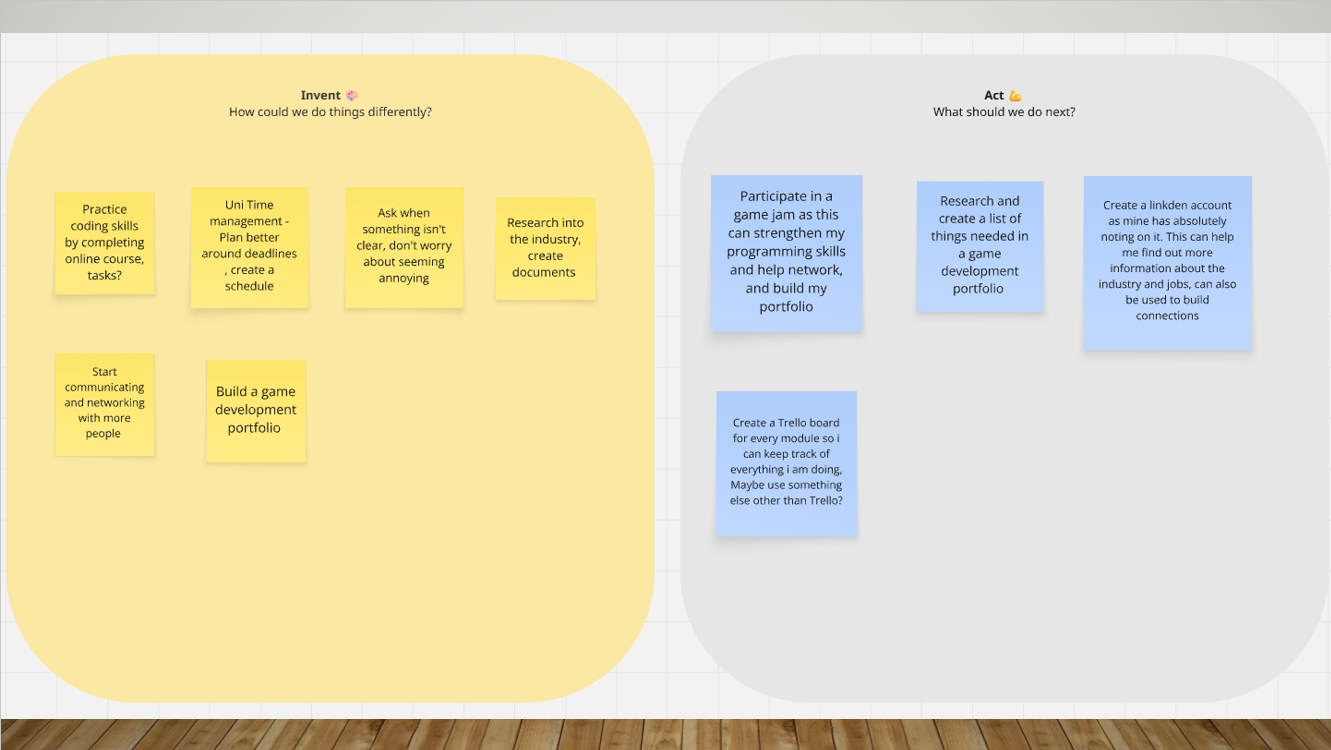 Invent 🧠
How could we do things differently?
Practice
coding skills
by completing
online course,
tasks?
Uni Time
management -
Plan better
around deadlines
, create a
schedule
Ask when
something isn't
clear, don't worry
about seeming
annoying
Research into
the industry,
create
documents
Start
communicating
and networking
with more
people
Build a game
development
portfolio
Act 💪
What should we do next?
Participate in a
game jam as this
can strengthen my
programming skills
and help network,
and build my
portfolio
Research and
create a list of
things needed in
a game
development
portfolio
Create a linkden account
as mine has absolutely
noting on it. This can help
me find out more
information about the
industry and jobs, can also
be used to build
connections
Create a Trello board
for every module so i
can keep track of
everything i am doing,
Maybe use something
else other than Trello?